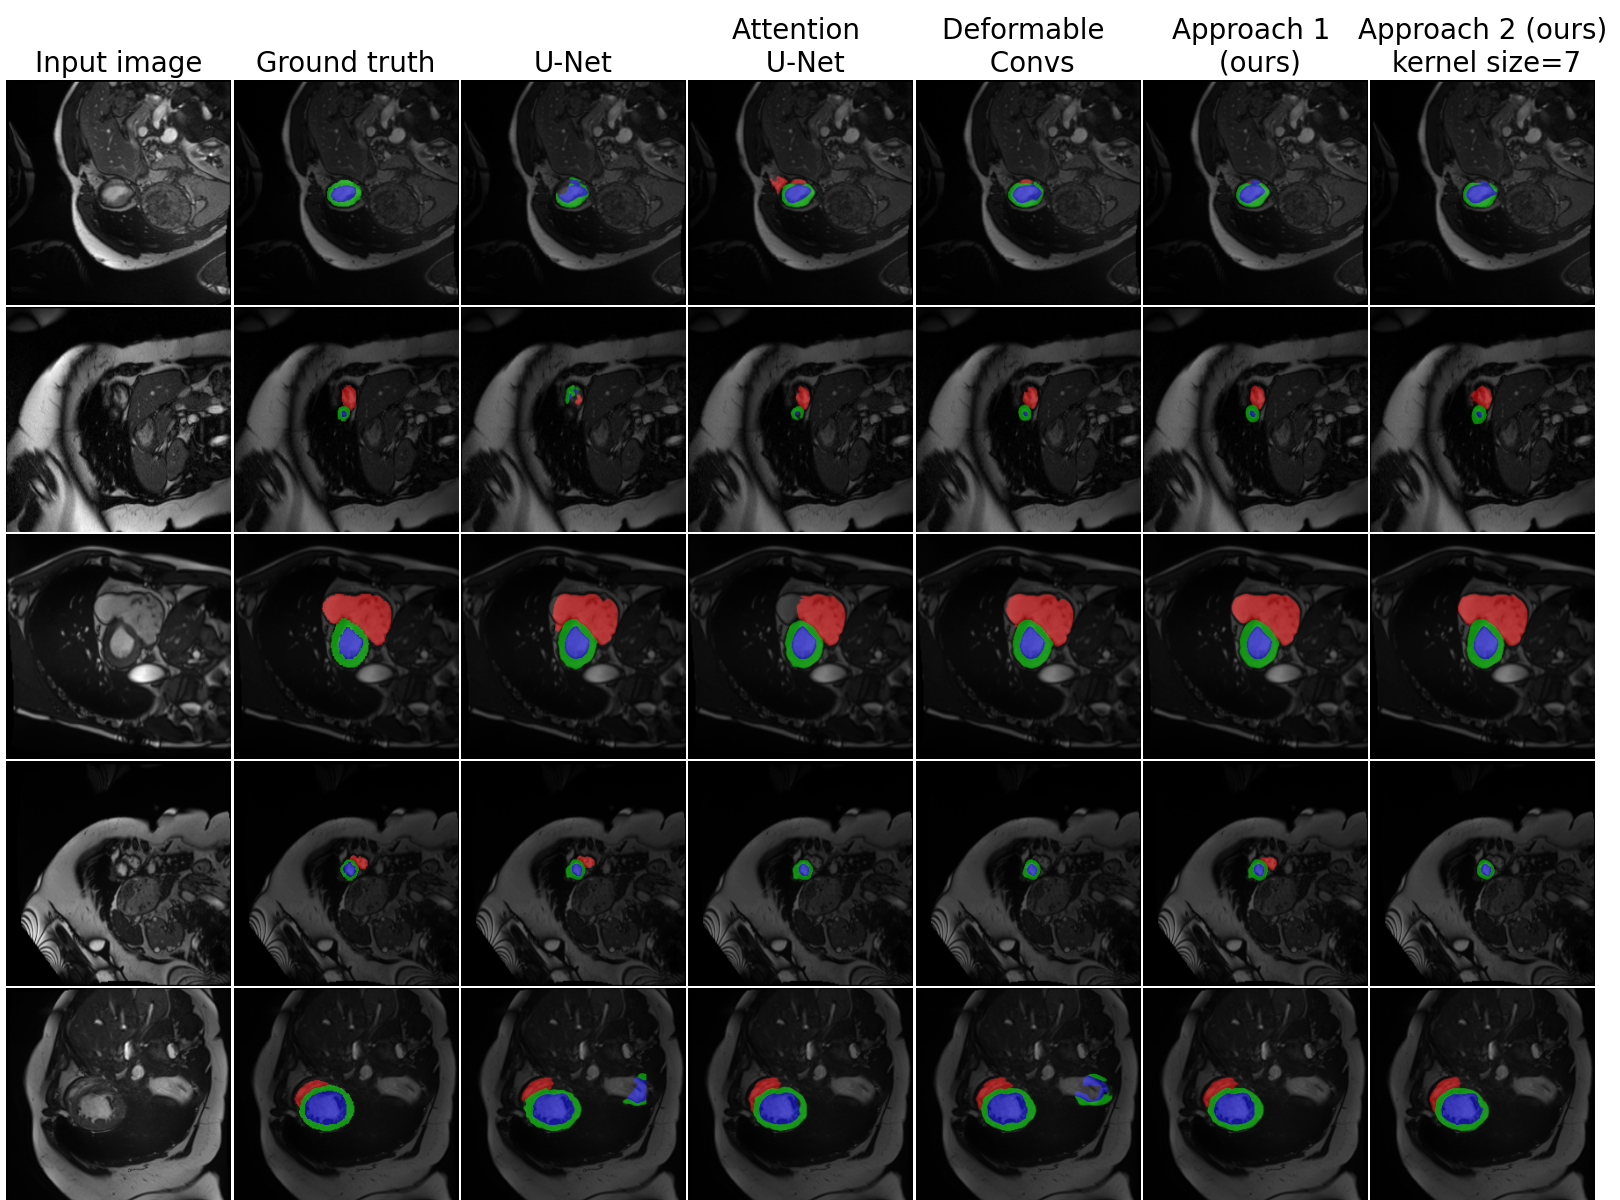 Input image
Ground truth
U-Net
Attention
U-Net
Deformable
Convs
Approach 1
(ours)
Approach 2 (ours)
kernel size=7